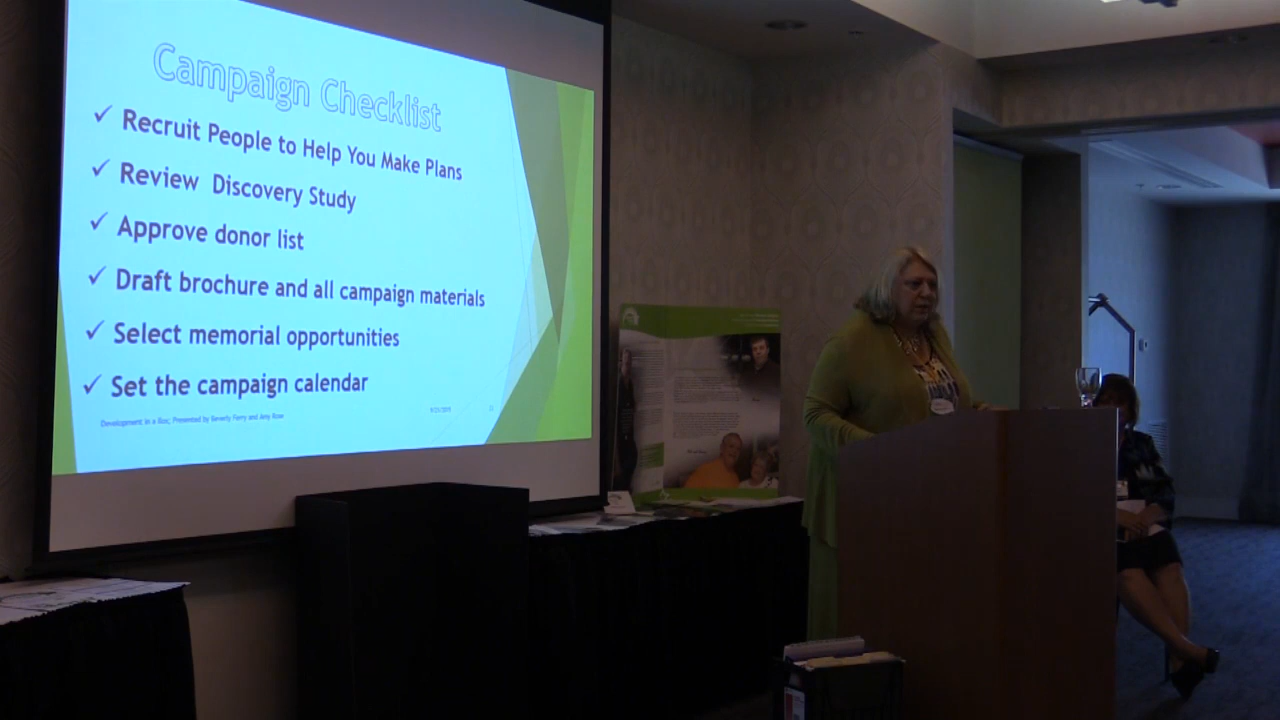 Campaign Checklist
✓ Recruit People to Help You Make Plans
✓ Review Discovery Study
✓ Approve donor list
✓ Draft brochure and all campaign materials
✓ Select memorial opportunities
✓ Set the campaign calendar
Development in a Box; Presented by Beverly Ferry and Amy Rose